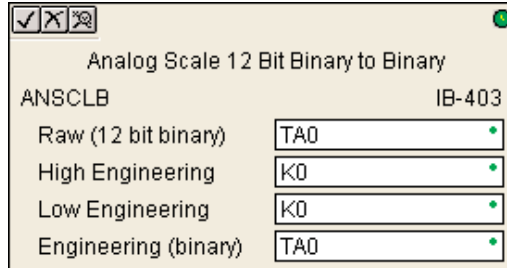 Analog Scale 12 Bit Binary to Binary
ANSCLB IB-403
Raw (12 bit binary) TA0
High Engineering K0
Low Engineering K0
Engineering (binary) TA0